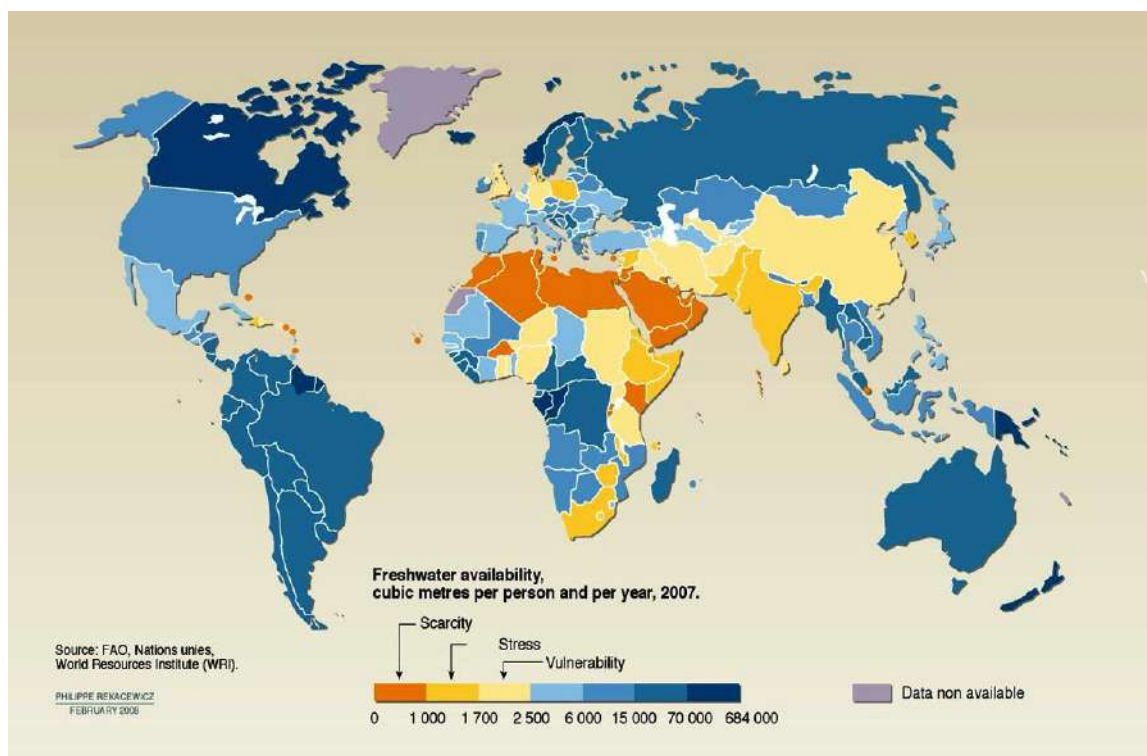 Freshwater availability,
cubic metres per person and per year, 2007.
Scarcity
Stress
Vulnerability
0 1 000 1 700 2 500 6 000 15 000 70 000 684 000
Data non available
Source: FAO, Nations unies,
World Resources Institute (WRI).
PHILIPPE REKACEWICZ
FEBRUARY 2008